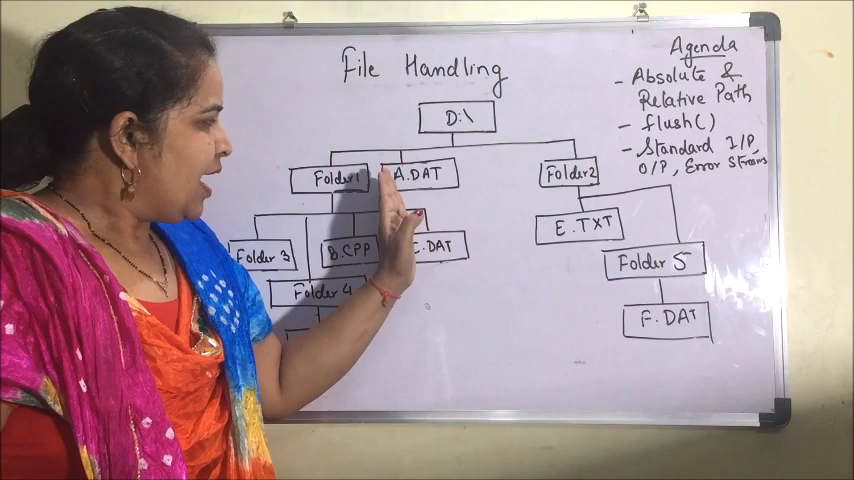 File Handling
Agenda
- Absolute &
Relative Path
- flush()
- Standard I/P,
O/P, Error Streams
D:\
Folder1
A.DAT
Folder2
E.TXT
Folder 3
B.CPP
C.DAT
Folder 5
Folder 4
F.DAT